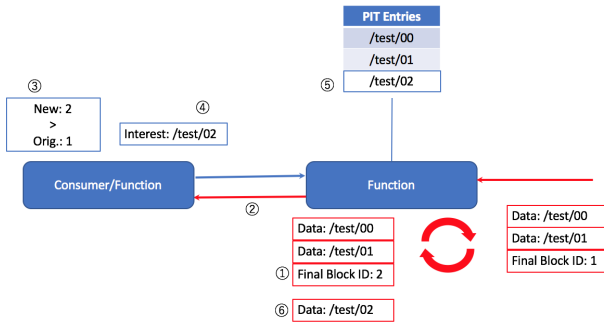 PIT Entries
/test/00
/test/01
⑤
/test/02
③
New: 2
>
Orig.: 1
④
Interest: /test/02
Consumer/Function
Function
②
Data: /test/00
Data: /test/01
① Final Block ID: 2
⑥ Data: /test/02
Data: /test/00
Data: /test/01
Final Block ID: 1